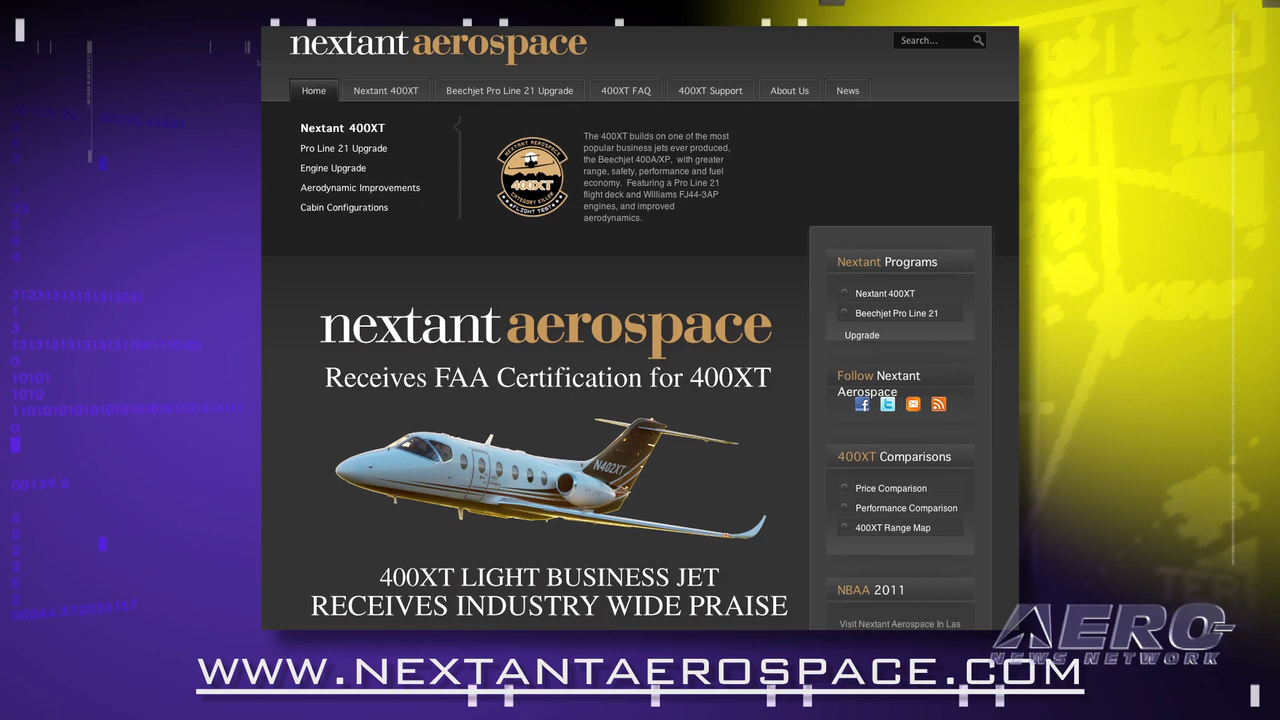 nextant aerospace
Search...
Home
Nextant 400XT
Beechjet Pro Line 21 Upgrade
400XT FAQ
400XT Support
About Us
News
Nextant 400XT
Pro Line 21 Upgrade
Engine Upgrade
Aerodynamic Improvements
Cabin Configurations
NEXTANT AEROSPACE
400XT
CATEGORY KILLER
FLIGHT TEST
The 400XT builds on one of the most
popular business jets ever produced,
the Beechjet 400A/XP, with greater
range, safety, performance and fuel
economy. Featuring a Pro Line 21
flight deck and Williams FJ44-3AP
engines, and improved
aerodynamics.
nextant aerospace
Receives FAA Certification for 400XT
N402XT
400XT LIGHT BUSINESS JET
RECEIVES INDUSTRY WIDE PRAISE
Nextant Programs
Nextant 400XT
Beechjet Pro Line 21
Upgrade
Follow Nextant
Aerospace
400XT Comparisons
Price Comparison
Performance Comparison
400XT Range Map
NBAA 2011
Visit Nextant Aerospace In Las
AERO
NEWS NETWORK
WWW.NEXTANTAEROSPACE.COM